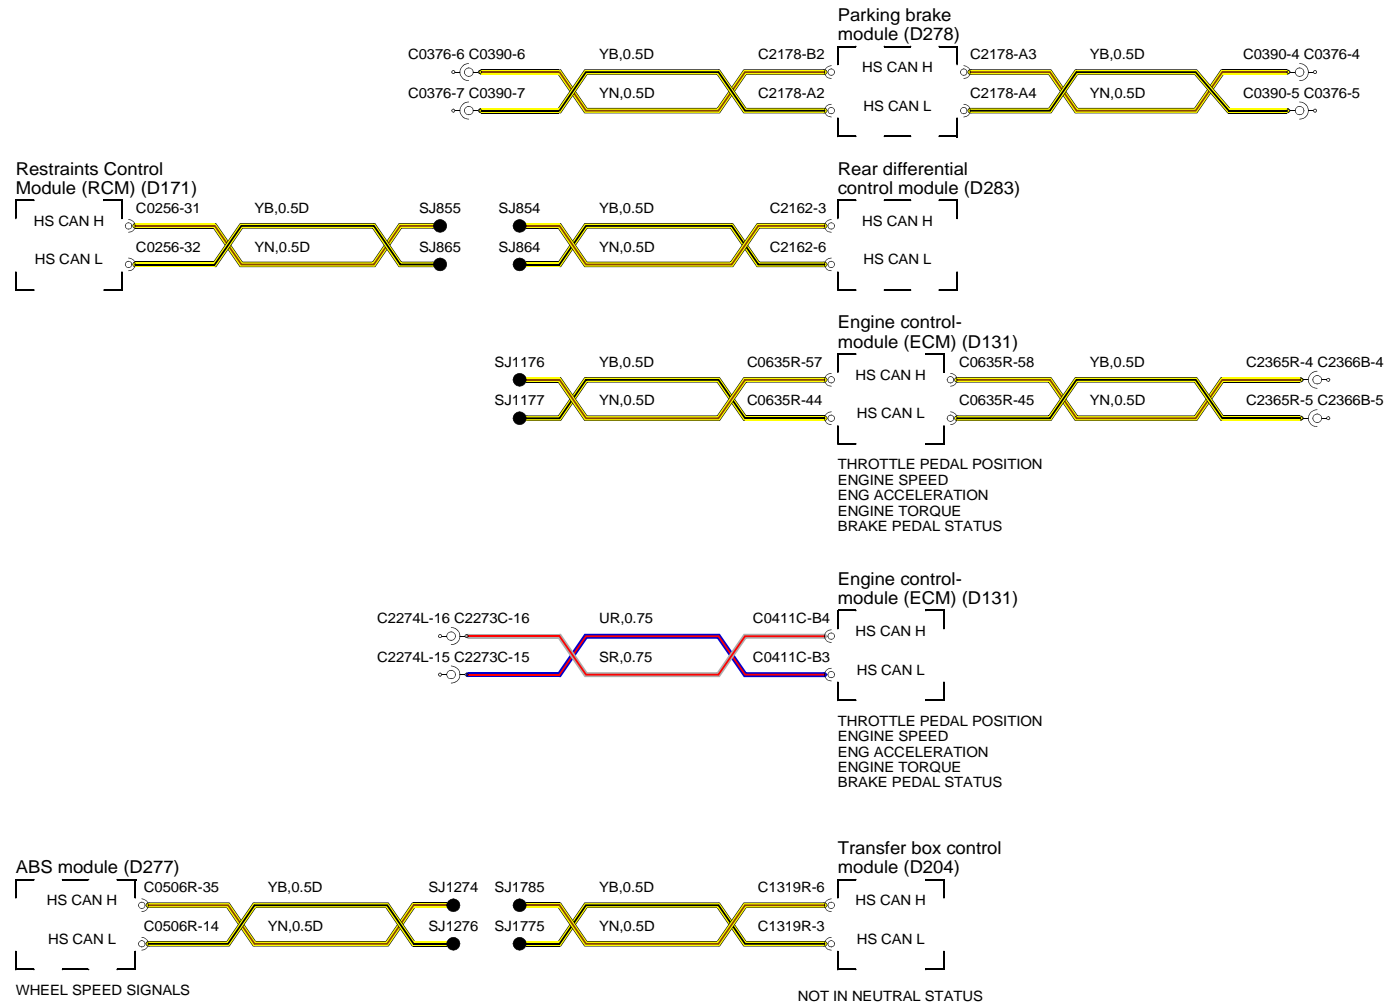 Parking brake
module (D278)
C0376-6 C0390-6 YB,0.5D C2178-B2 HS CAN H C2178-A3 YB,0.5D C0390-4 C0376-4
C0376-7 C0390-7 YN,0.5D C2178-A2 HS CAN L C2178-A4 YN,0.5D C0390-5 C0376-5
Restraints Control
Module (RCM) (D171)
HS CAN H C0256-31 YB,0.5D SJ855
HS CAN L C0256-32 YN,0.5D SJ865
Rear differential
control module (D283)
SJ854 YB,0.5D C2162-3 HS CAN H
SJ864 YN,0.5D C2162-6 HS CAN L
Engine control-
module (ECM) (D131)
SJ1176 YB,0.5D C0635R-57 HS CAN H C0635R-58 YB,0.5D C2365R-4 C2366B-4
SJ1177 YN,0.5D C0635R-44 HS CAN L C0635R-45 YN,0.5D C2365R-5 C2366B-5
THROTTLE PEDAL POSITION
ENGINE SPEED
ENG ACCELERATION
ENGINE TORQUE
BRAKE PEDAL STATUS
Engine control-
module (ECM) (D131)
C2274L-16 C2273C-16 UR,0.75 C0411C-B4 HS CAN H
C2274L-15 C2273C-15 SR,0.75 C0411C-B3 HS CAN L
THROTTLE PEDAL POSITION
ENGINE SPEED
ENG ACCELERATION
ENGINE TORQUE
BRAKE PEDAL STATUS
ABS module (D277)
HS CAN H C0506R-35 YB,0.5D SJ1274
HS CAN L C0506R-14 YN,0.5D SJ1276
WHEEL SPEED SIGNALS
Transfer box control
module (D204)
SJ1785 YB,0.5D C1319R-6 HS CAN H
SJ1775 YN,0.5D C1319R-3 HS CAN L
NOT IN NEUTRAL STATUS